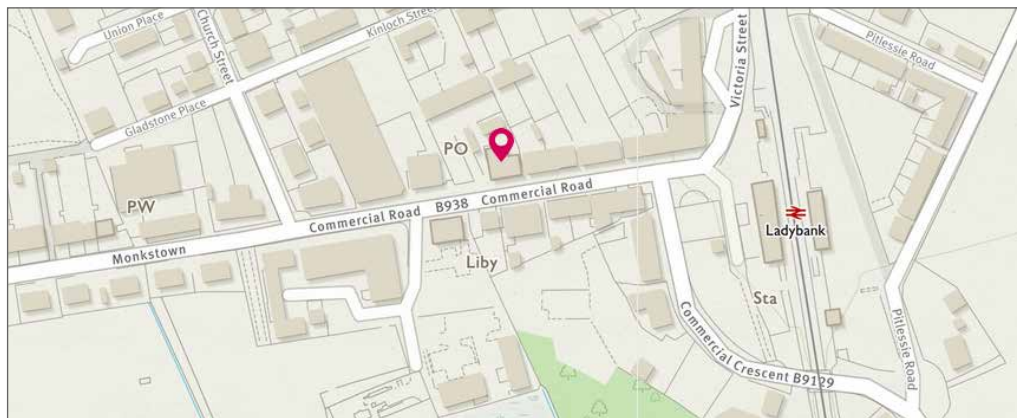 Union Place
Church Street
Kinloch Street
Gladstone Place
Victoria Street
Pitlessie Road
PO
PW
Commercial Road B938 Commercial Road
Monkstown
Liby
Ladybank
Sta
Commercial Crescent B9129
Pitlessie Road